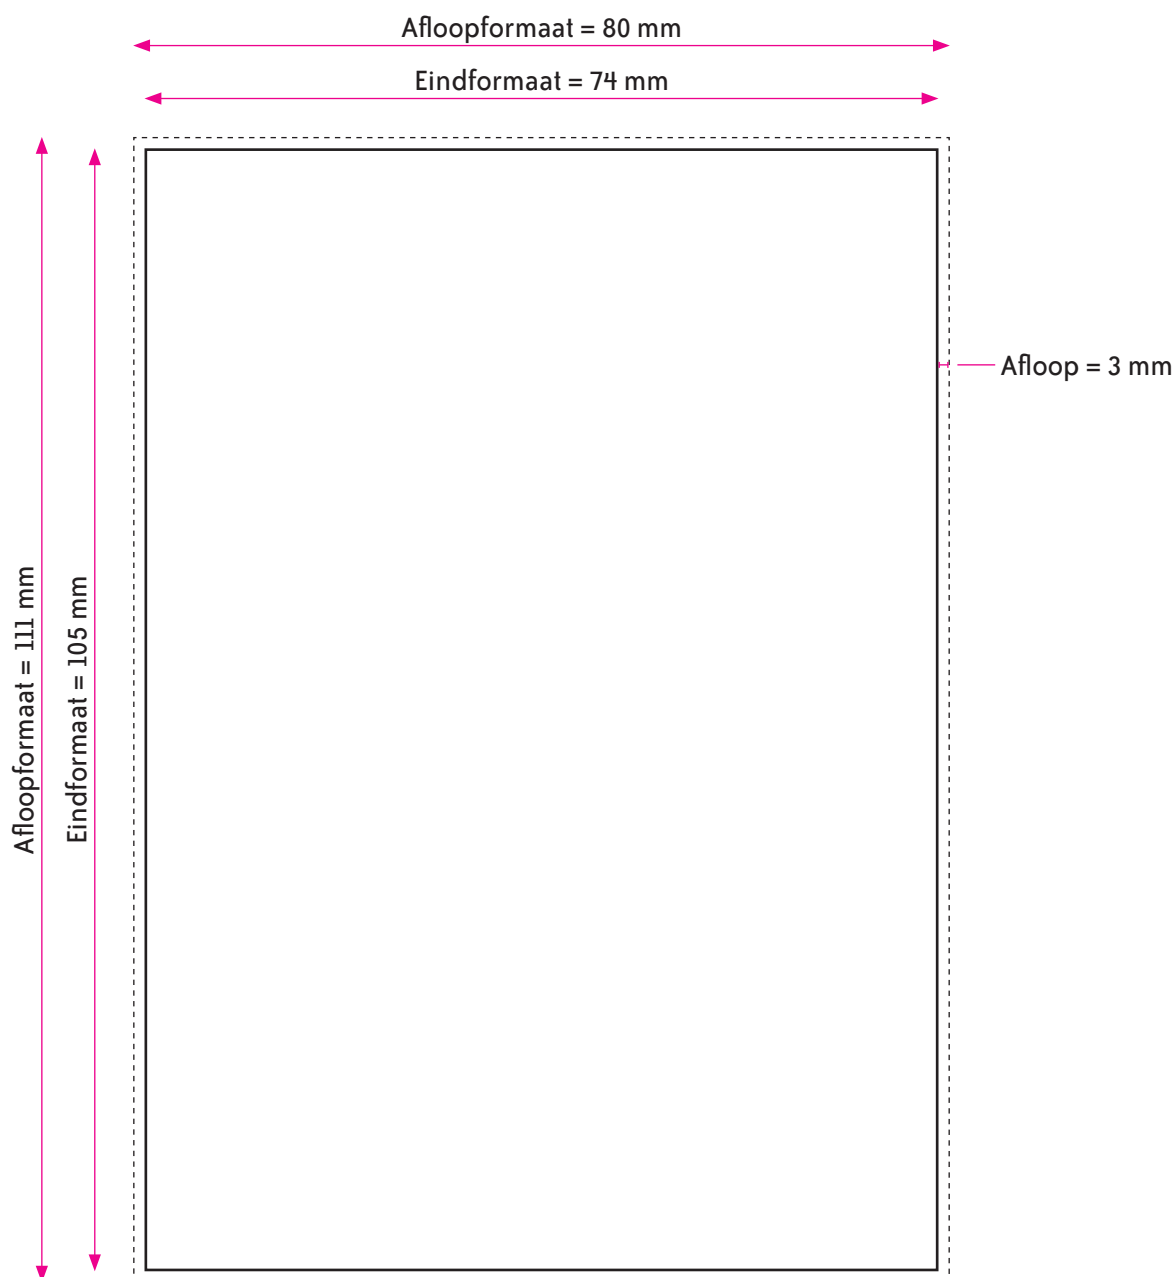 Afloopformaat = 80 mm
Eindformaat = 74 mm
Afloop = 3 mm
Afloopformaat = 111 mm
Eindformaat = 105 mm